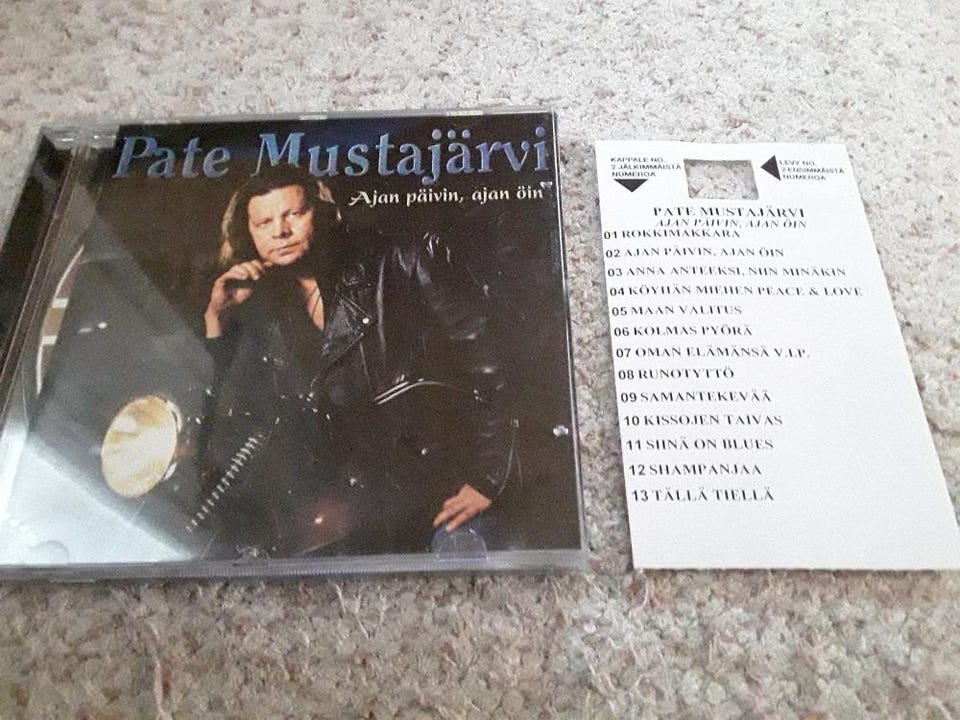 Pate Mustajärvi
Ajan päivin, ajan öin
KAPPALE NO.
2 JÄLKIMMÄISTÄ
NUMEROA
LEVY NO.
2 ENSIMMÄISTÄ
NUMEROA
PATE MUSTAJÄRVI
AJAN PÄIVIN, AJAN ÖIN
01 ROKKIMAKKARA
02 AJAN PÄIVIN, AJAN ÖIN
03 ANNA ANTEEKSI, NIIN MINÄKIN
04 KÖYHÄN MIEHEN PEACE & LOVE
05 MAAN VALITUS
06 KOLMAS PYÖRÄ
07 OMAN ELÄMÄNSÄ V.I.P.
08 RUNOTYTTÖ
09 SAMANTEKEVÄÄ
10 KISSOJEN TAIVAS
11 SIINÄ ON BLUES
12 SHAMPANJAA
13 TÄLLÄ TIELLÄ